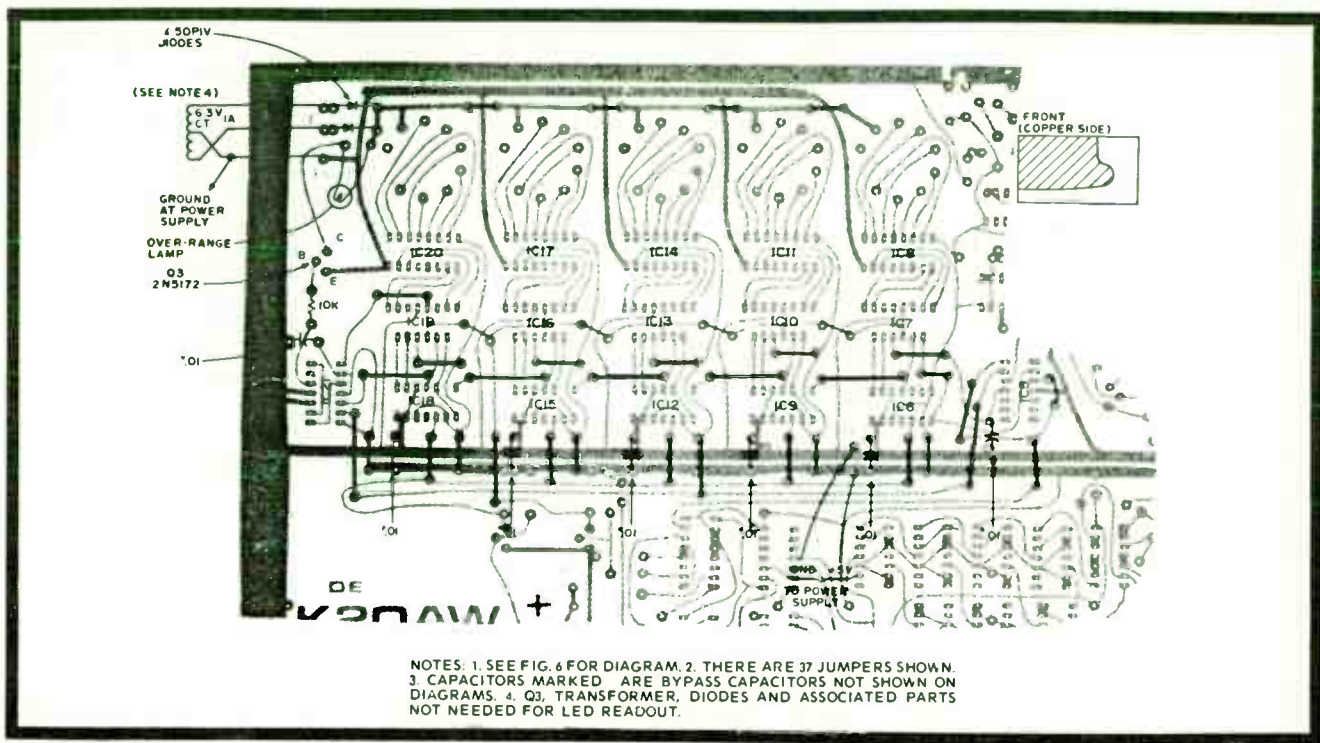 4 50PIV
DIODES
(SEE NOTE 4)
6.3V 1A
CT
GROUND
AT POWER
SUPPLY
OVER-RANGE
LAMP
Q3
2N5172
B
C
E
10K
.01
FRONT
(COPPER SIDE)
IC20
IC17
IC14
IC11
IC8
IC19
IC16
IC13
IC10
IC7
IC18
IC15
IC12
IC9
IC6
.01
.01
.01
.01
.01
.01
GND +5V
TO POWER
SUPPLY
DE
K2OAW
+
NOTES: 1. SEE FIG. 6 FOR DIAGRAM. 2. THERE ARE 37 JUMPERS SHOWN.
3. CAPACITORS MARKED ARE BYPASS CAPACITORS NOT SHOWN ON
DIAGRAMS. 4. Q3, TRANSFORMER, DIODES AND ASSOCIATED PARTS
NOT NEEDED FOR LED READOUT.